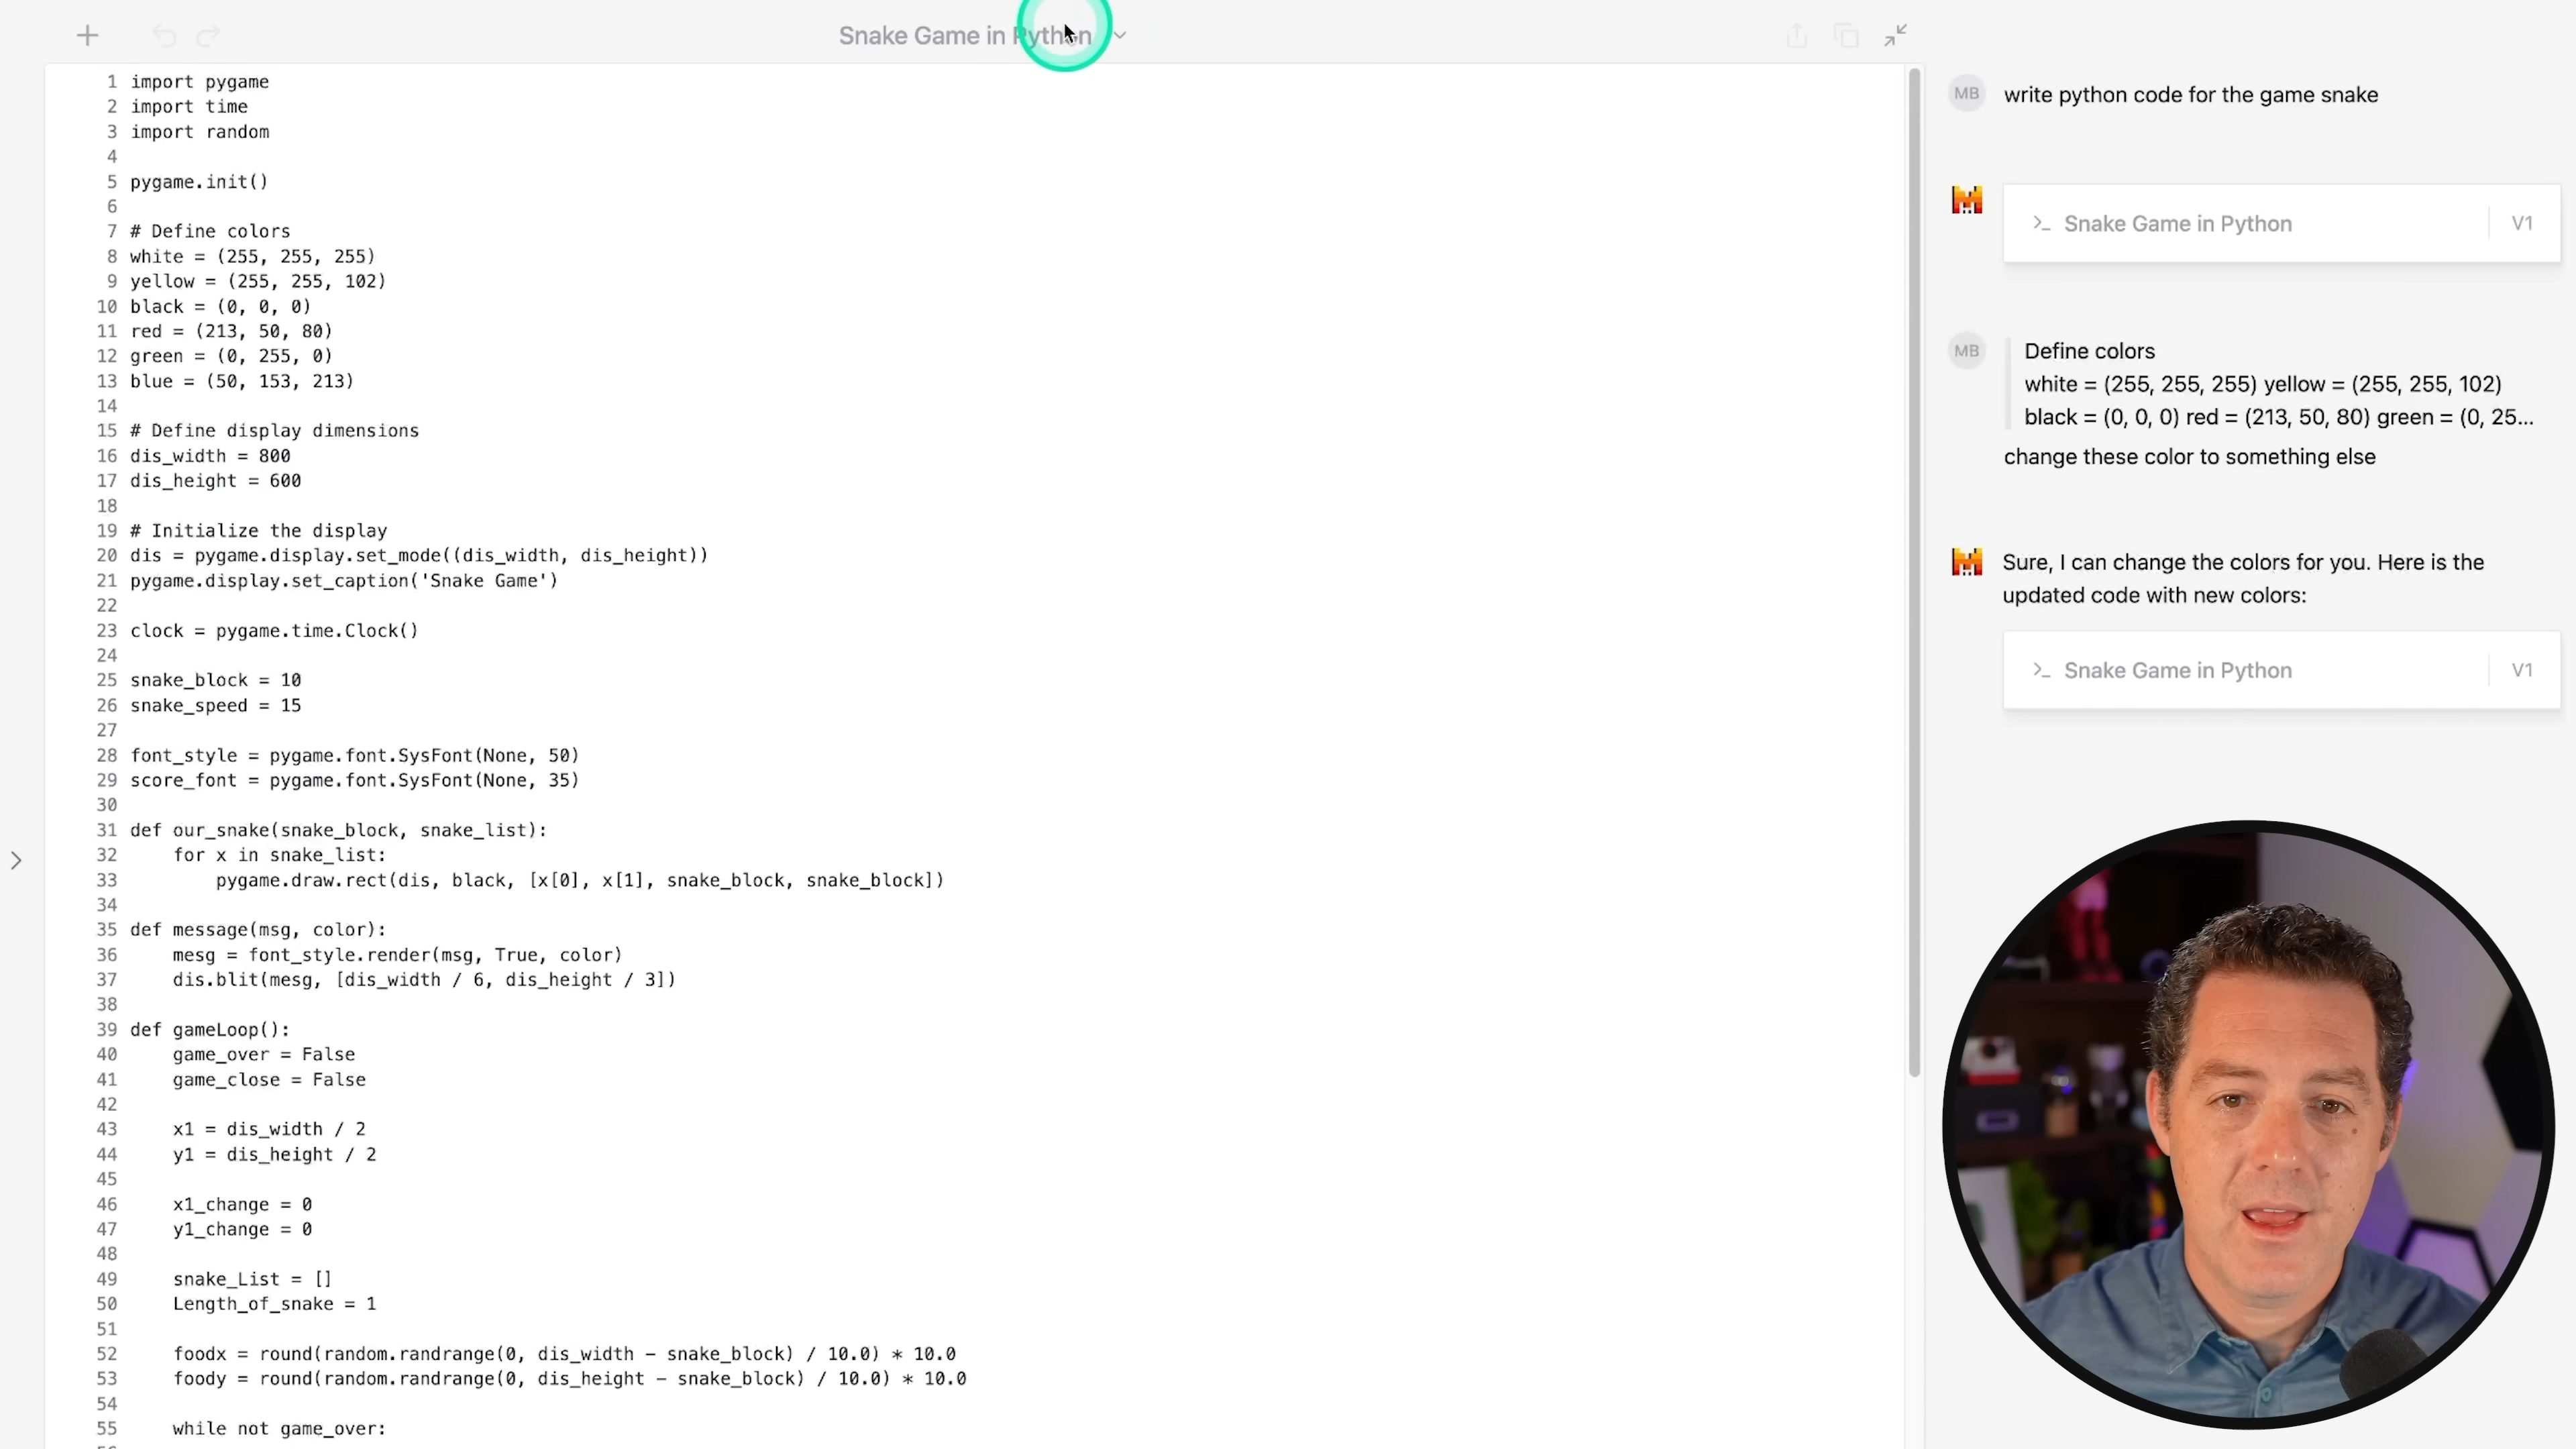 Snake Game in Python
1 import pygame
2 import time
3 import random
4
5 pygame.init()
6
7 # Define colors
8 white = (255, 255, 255)
9 yellow = (255, 255, 102)
10 black = (0, 0, 0)
11 red = (213, 50, 80)
12 green = (0, 255, 0)
13 blue = (50, 153, 213)
14
15 # Define display dimensions
16 dis_width = 800
17 dis_height = 600
18
19 # Initialize the display
20 dis = pygame.display.set_mode((dis_width, dis_height))
21 pygame.display.set_caption('Snake Game')
22
23 clock = pygame.time.Clock()
24
25 snake_block = 10
26 snake_speed = 15
27
28 font_style = pygame.font.SysFont(None, 50)
29 score_font = pygame.font.SysFont(None, 35)
30
31 def our_snake(snake_block, snake_list):
32     for x in snake_list:
33         pygame.draw.rect(dis, black, [x[0], x[1], snake_block, snake_block])
34
35 def message(msg, color):
36     mesg = font_style.render(msg, True, color)
37     dis.blit(mesg, [dis_width / 6, dis_height / 3])
38
39 def gameLoop():
40     game_over = False
41     game_close = False
42
43     x1 = dis_width / 2
44     y1 = dis_height / 2
45
46     x1_change = 0
47     y1_change = 0
48
49     snake_List = []
50     Length_of_snake = 1
51
52     foodx = round(random.randrange(0, dis_width - snake_block) / 10.0) * 10.0
53     foody = round(random.randrange(0, dis_height - snake_block) / 10.0) * 10.0
54
55     while not game_over:
MB write python code for the game snake
>_ Snake Game in Python V1
MB Define colors
white = (255, 255, 255) yellow = (255, 255, 102)
black = (0, 0, 0) red = (213, 50, 80) green = (0, 25...
change these color to something else
Sure, I can change the colors for you. Here is the
updated code with new colors:
>_ Snake Game in Python V1